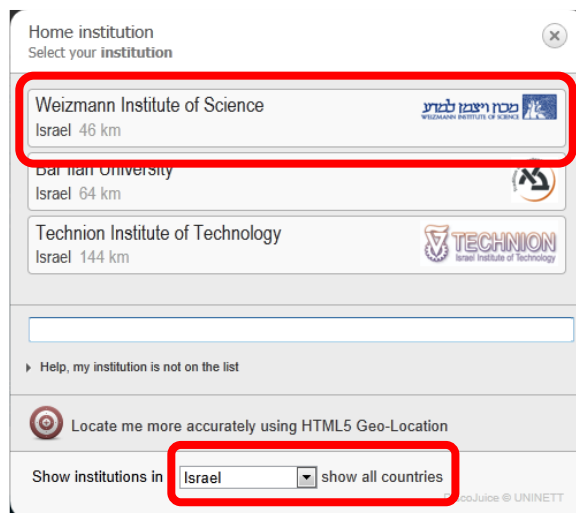 Home institution
Select your institution
Weizmann Institute of Science
Israel 46 km
מכון ויצמן למדע
WEIZMANN INSTITUTE OF SCIENCE
Bar Ilan University
Israel 64 km
Technion Institute of Technology
Israel 144 km
TECHNION
Israel Institute of Technology
Help, my institution is not on the list
Locate me more accurately using HTML5 Geo-Location
Show institutions in Israel show all countries
DiscoJuice © UNINETT